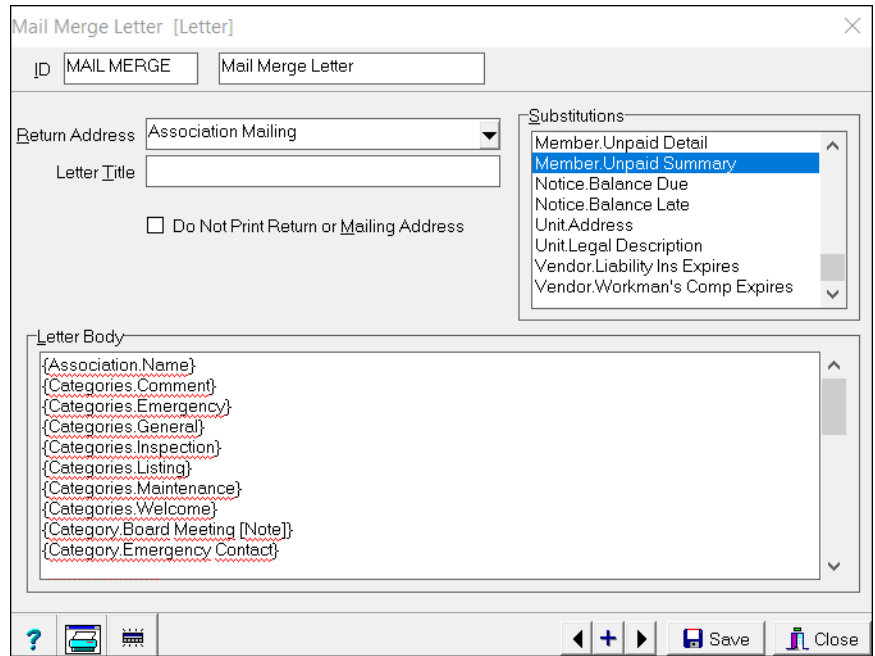 Mail Merge Letter [Letter]
ID MAIL MERGE Mail Merge Letter
Return Address Association Mailing
Letter Title
Do Not Print Return or Mailing Address
Substitutions
Member.Unpaid Detail
Member.Unpaid Summary
Notice.Balance Due
Notice.Balance Late
Unit.Address
Unit.Legal Description
Vendor.Liability Ins Expires
Vendor.Workman's Comp Expires
Letter Body
{Association.Name}
{Categories.Comment}
{Categories.Emergency}
{Categories.General}
{Categories.Inspection}
{Categories.Listing}
{Categories.Maintenance}
{Categories.Welcome}
{Category.Board Meeting [Note]}
{Category.Emergency Contact}
? Save Close